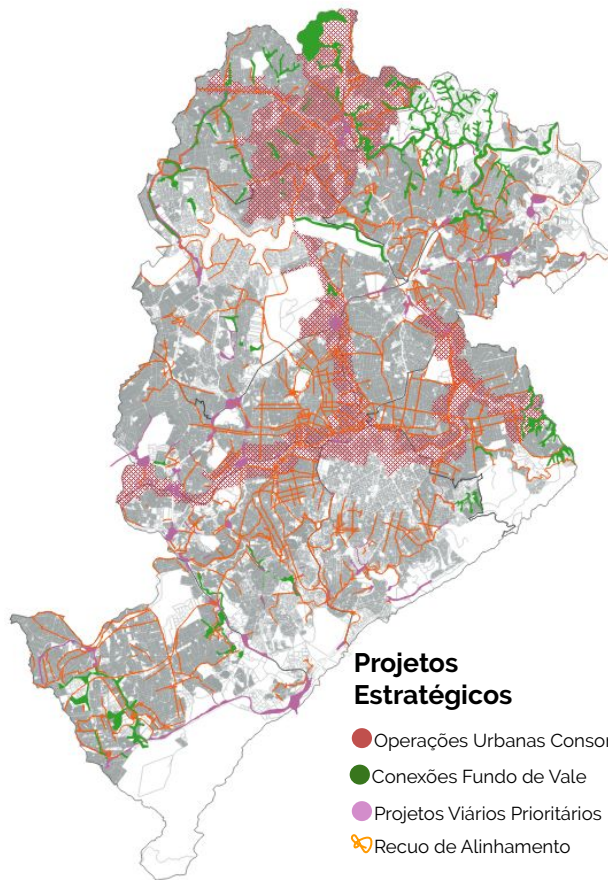 Projetos
Estratégicos
Operações Urbanas Consor
Conexões Fundo de Vale
Projetos Viários Prioritários
Recuo de Alinhamento